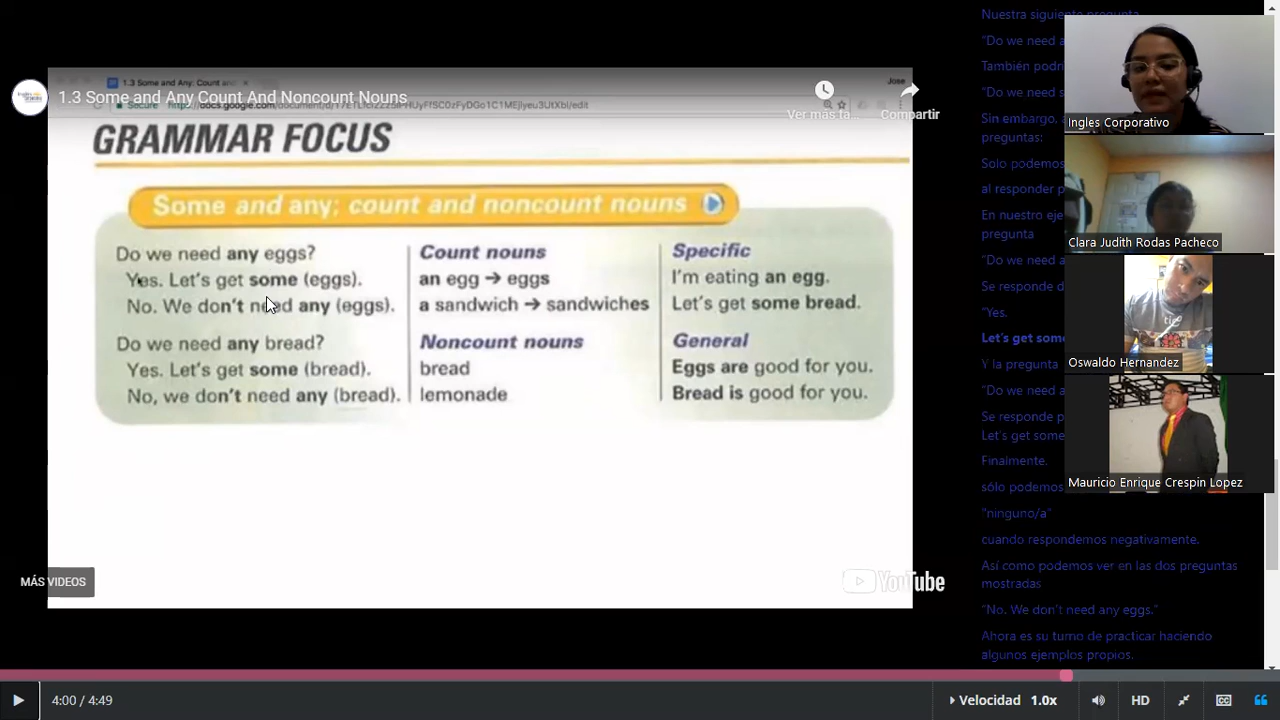 1.3 Some and Any Count And Noncount Nouns
Ver más ta...
Compartir
GRAMMAR FOCUS
Some and any; count and noncount nouns
Do we need any eggs?
Yes. Let's get some (eggs).
No. We don't need any (eggs).
Do we need any bread?
Yes. Let's get some (bread).
No, we don't need any (bread).
Count nouns
an egg → eggs
a sandwich → sandwiches
Noncount nouns
bread
lemonade
Specific
I'm eating an egg.
Let's get some bread.
General
Eggs are good for you.
Bread is good for you.
MÁS VIDEOS
YouTube
Nuestra siguiente pregunta
"Do we need a
También podr
"Do we need s
Sin embargo, a
preguntas;
Solo podemos
al responder p
En nuestro eje
pregunta
Se responde d
"Yes.
Let's get som
Y la pregunta
"Do we need a
Se responde p
Let's get some
Finalmente.
sólo podemos
"ninguno/a"
cuando respondemos negativamente.
Así como podemos ver en las dos preguntas
mostradas
"No. We don't need any eggs."
Ahora es su turno de practicar haciendo
algunos ejemplos propios.
Ingles Corporativo
Clara Judith Rodas Pacheco
Oswaldo Hernandez
Mauricio Enrique Crespin Lopez
4:00 / 4:49
Velocidad 1.0x
HD